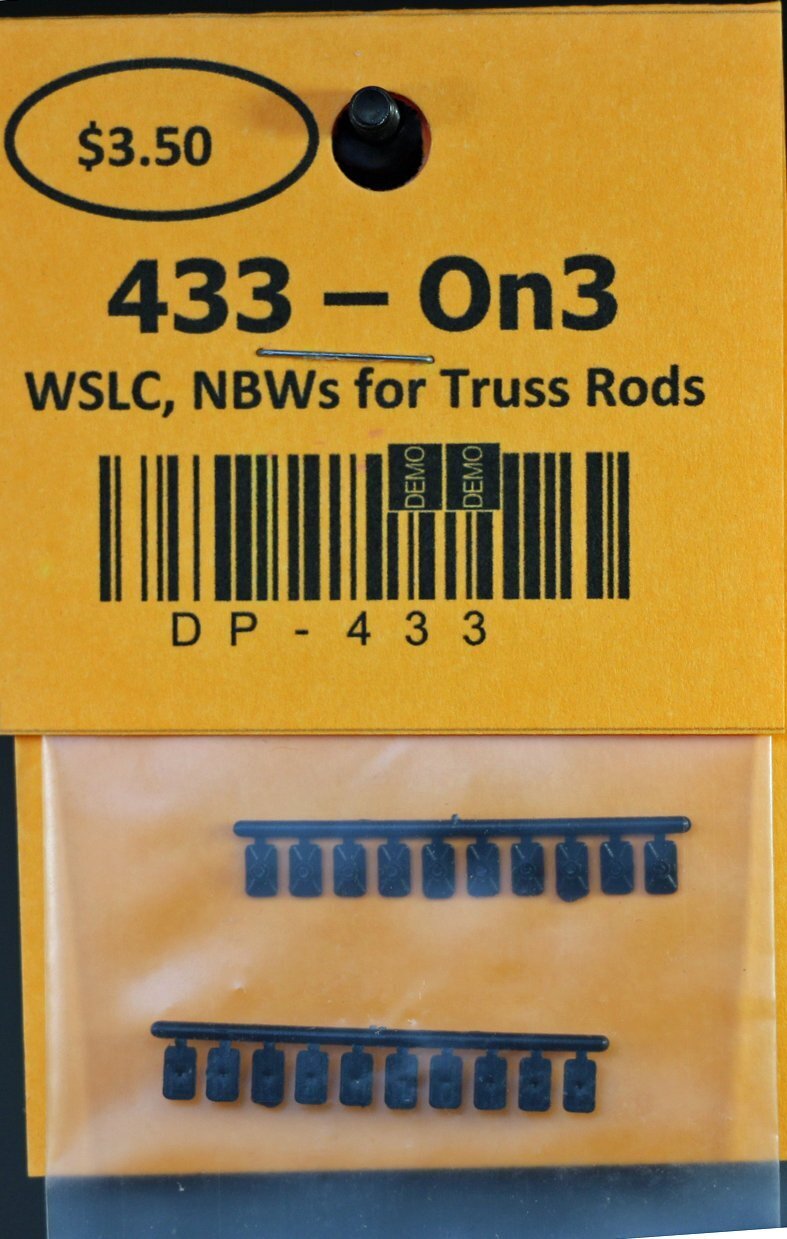 $3.50
433 – On3
WSLC, NBWs for Truss Rods
DEMO DEMO
DP-433